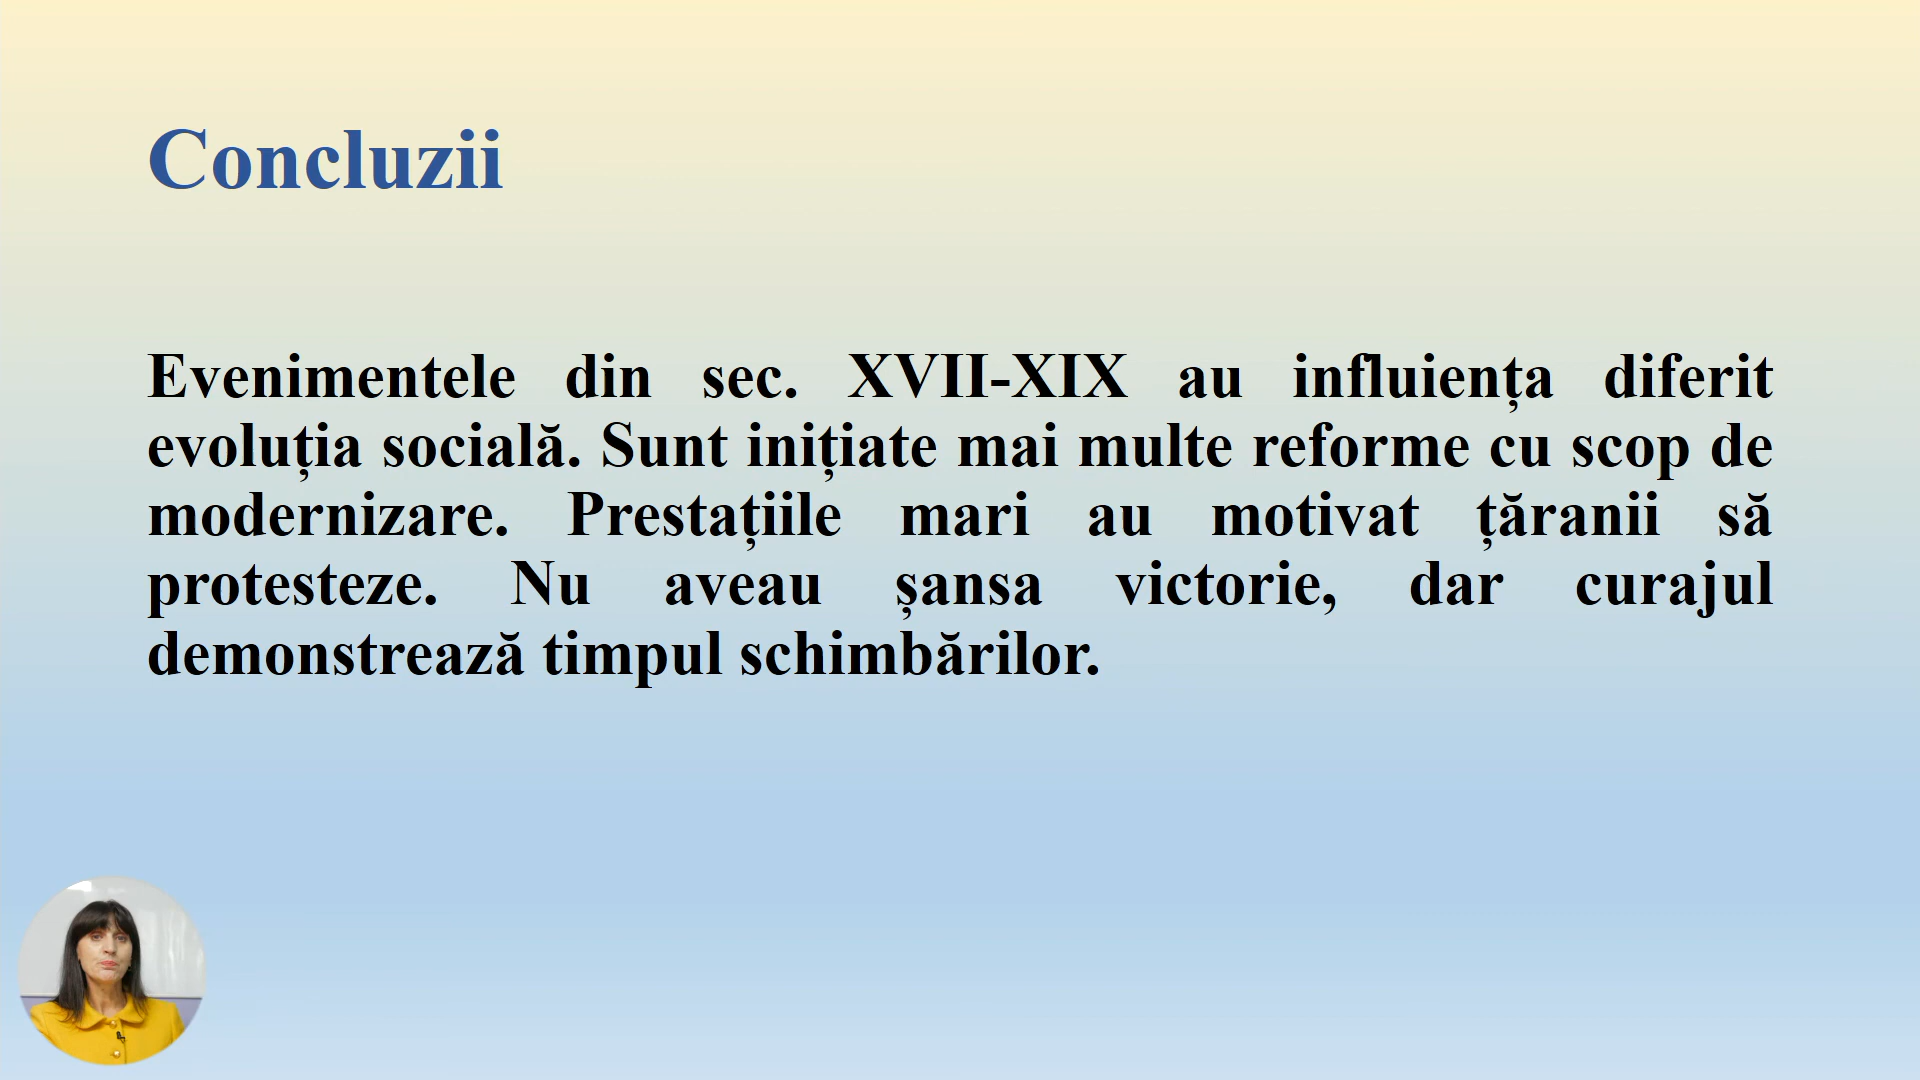 Concluzii
Evenimentele din sec. XVII-XIX au influiența diferit
evoluția socială. Sunt inițiate mai multe reforme cu scop de
modernizare. Prestațiile mari au motivat țăranii să
protesteze. Nu aveau șansa victorie, dar curajul
demonstrează timpul schimbărilor.